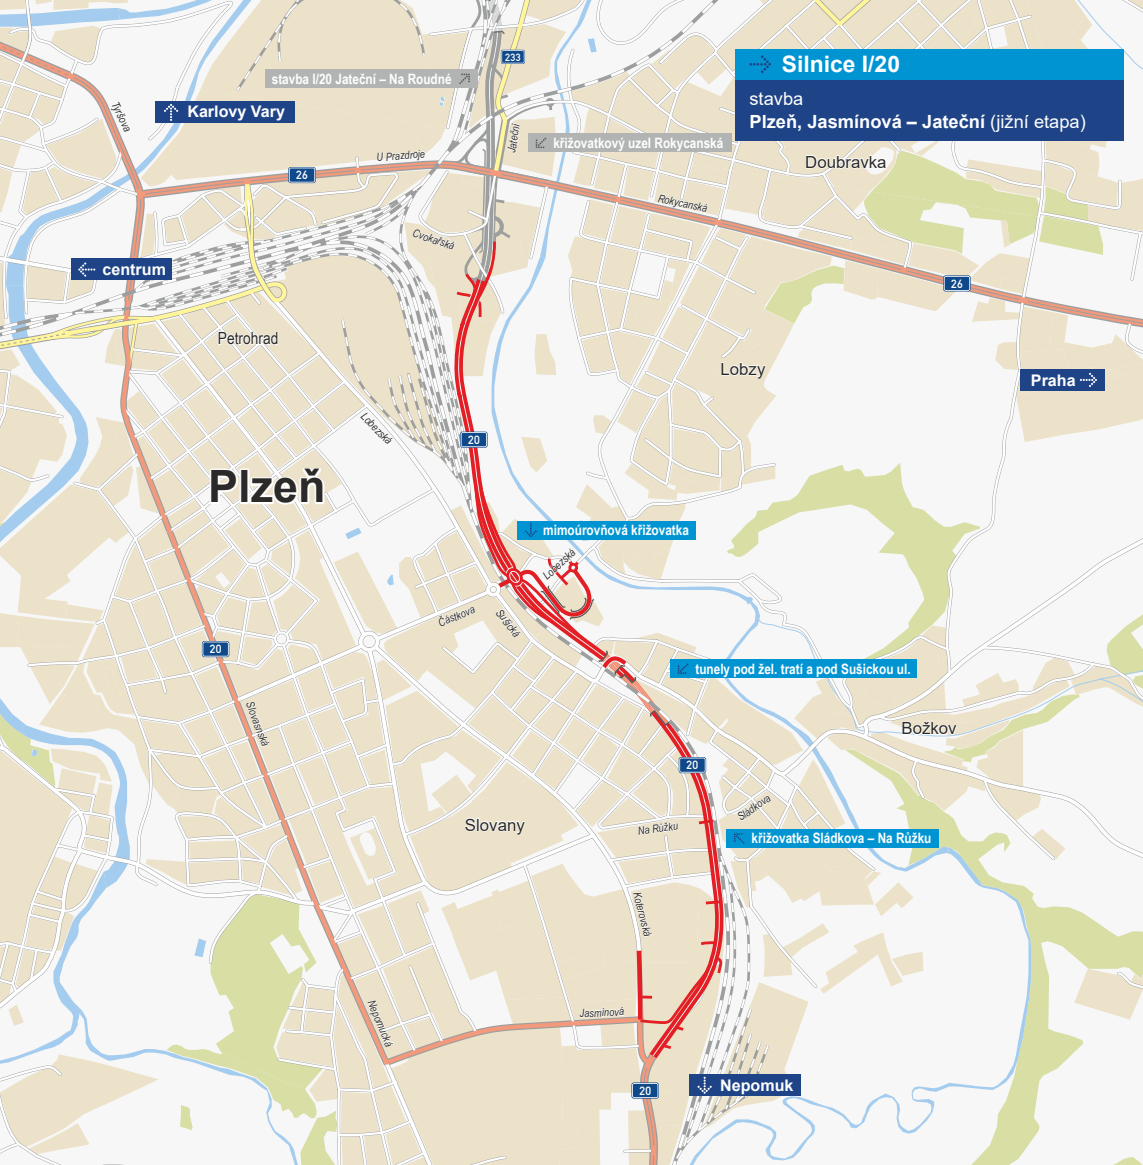 233
Silnice I/20
stavba
Plzeň, Jasmínová – Jateční (jižní etapa)
stavba I/20 Jateční – Na Roudné
Karlovy Vary
Tyršova
Jateční
křižovatkový uzel Rokycanská
U Prazdroje
Doubravka
26
Rokycanská
Cvokařská
centrum
26
Petrohrad
Lobzy
Praha
Lobezská
20
Plzeň
mimoúrovňová křižovatka
Lobezská
Částkova
Sušická
20
tunely pod žel. tratí a pod Sušickou ul.
Slovanská
Božkov
20
Sládkova
Slovany
Na Růžku
křižovatka Sládkova – Na Růžku
Koterovská
Nepomucká
Jasmínová
20
Nepomuk